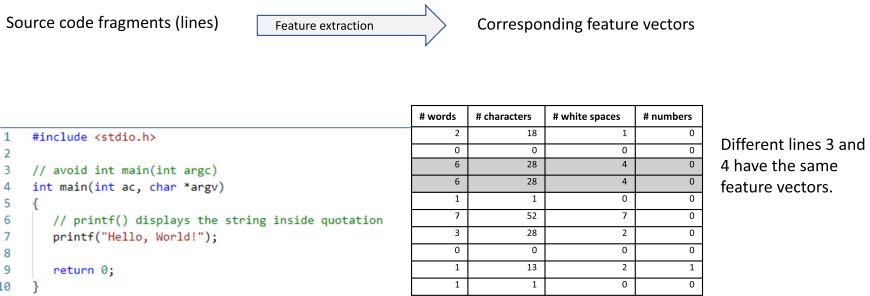 Source code fragments (lines)
Feature extraction
Corresponding feature vectors
1 #include <stdio.h>
2
3 // avoid int main(int argc)
4 int main(int ac, char *argv)
5 {
6 // printf() displays the string inside quotation
7 printf("Hello, World!");
8
9 return 0;
10 }
# words # characters # white spaces # numbers
2 18 1 0
0 0 0 0
6 28 4 0
6 28 4 0
1 1 0 0
7 52 7 0
3 28 2 0
0 0 0 0
1 13 2 1
1 1 0 0
Different lines 3 and
4 have the same
feature vectors.